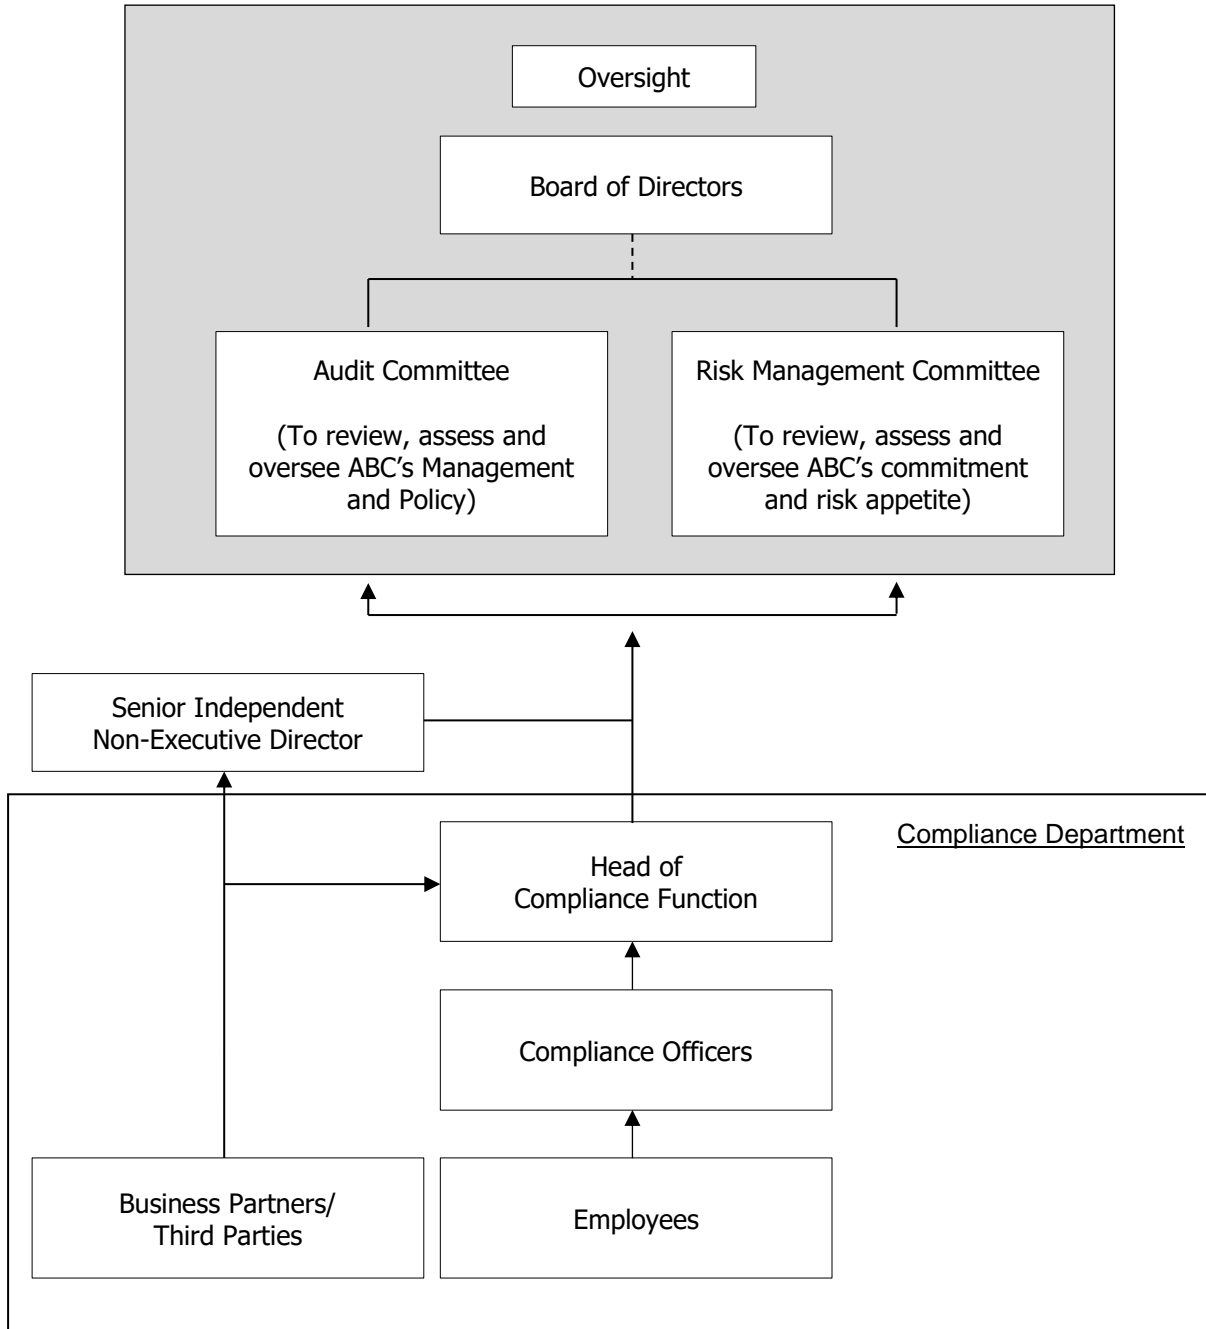 Oversight
Board of Directors
Audit Committee
(To review, assess and
oversee ABC’s Management
and Policy)
Risk Management Committee
(To review, assess and
oversee ABC’s commitment
and risk appetite)
Senior Independent
Non-Executive Director
Compliance Department
Head of
Compliance Function
Compliance Officers
Business Partners/
Third Parties
Employees